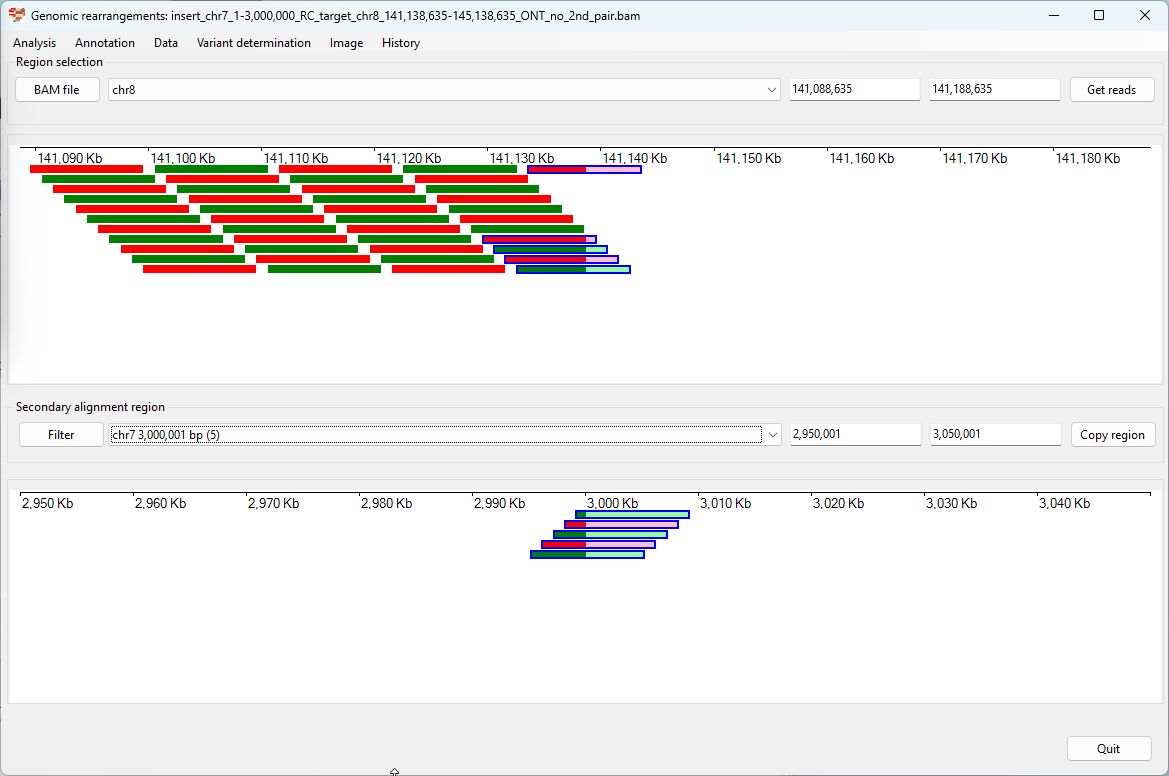 Genomic rearrangements: insert_chr7_1-3,000,000_RC_target_chr8_141,138,635-145,138,635_ONT_no_2nd_pair.bam
Analysis Annotation Data Variant determination Image History
Region selection
BAM file chr8 141,088,635 141,188,635 Get reads
141,090 Kb 141,100 Kb 141,110 Kb 141,120 Kb 141,130 Kb 141,140 Kb 141,150 Kb 141,160 Kb 141,170 Kb 141,180 Kb
Secondary alignment region
Filter chr7 3,000,001 bp (5) 2,950,001 3,050,001 Copy region
2,950 Kb 2,960 Kb 2,970 Kb 2,980 Kb 2,990 Kb 3,000 Kb 3,010 Kb 3,020 Kb 3,030 Kb 3,040 Kb
Quit